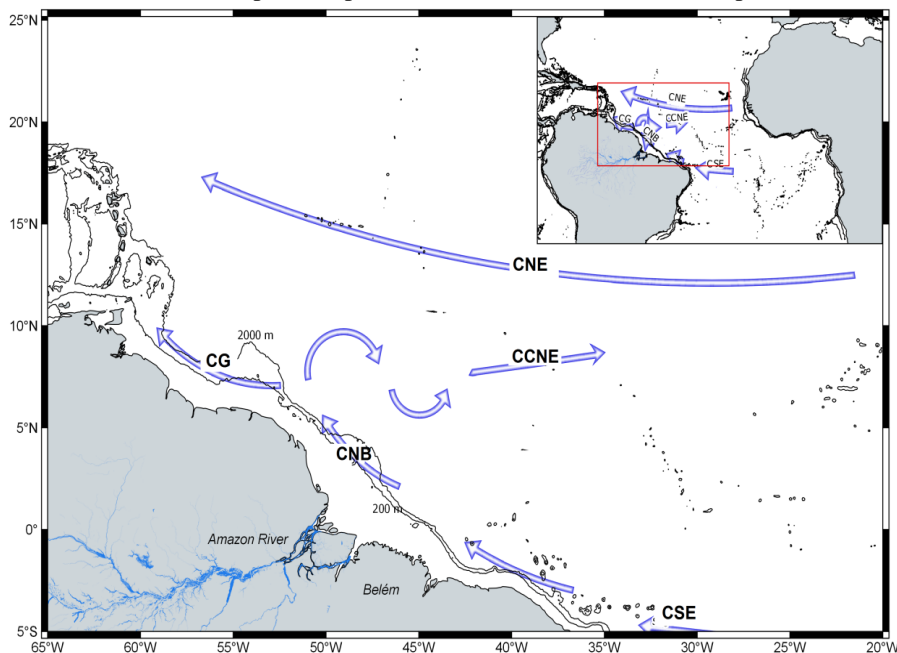 25°N
20°N
15°N
10°N
5°N
0°
5°S
65°W
60°W
55°W
50°W
45°W
40°W
35°W
30°W
25°W
20°W
CNE
CG
CCNE
CNB
CSE
CNE
CG
2000 m
CCNE
CNB
200 m
Amazon River
Belém
CSE